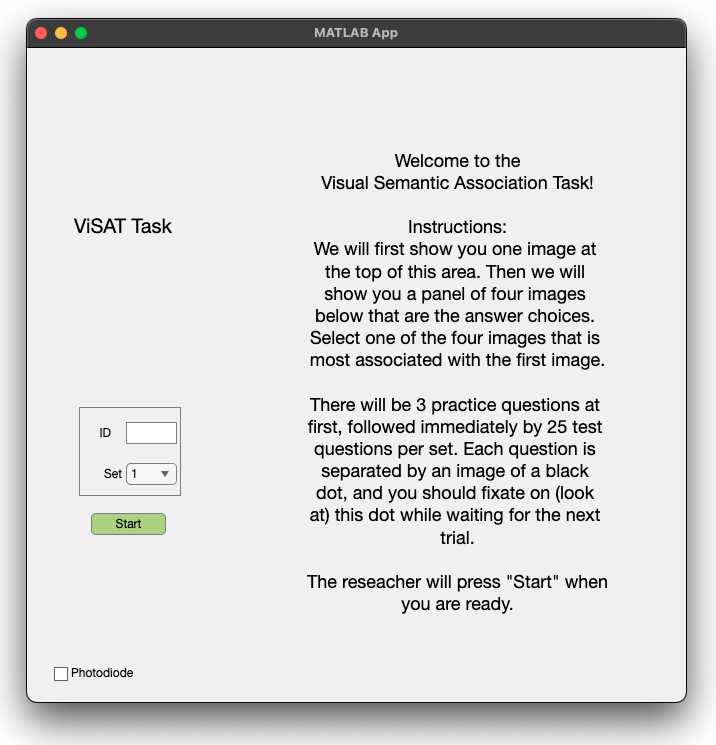 MATLAB App
ViSAT Task
ID
Set 1
Start
Photodiode
Welcome to the
Visual Semantic Association Task!
Instructions:
We will first show you one image at
the top of this area. Then we will
show you a panel of four images
below that are the answer choices.
Select one of the four images that is
most associated with the first image.
There will be 3 practice questions at
first, followed immediately by 25 test
questions per set. Each question is
separated by an image of a black
dot, and you should fixate on (look
at) this dot while waiting for the next
trial.
The reseacher will press "Start" when
you are ready.